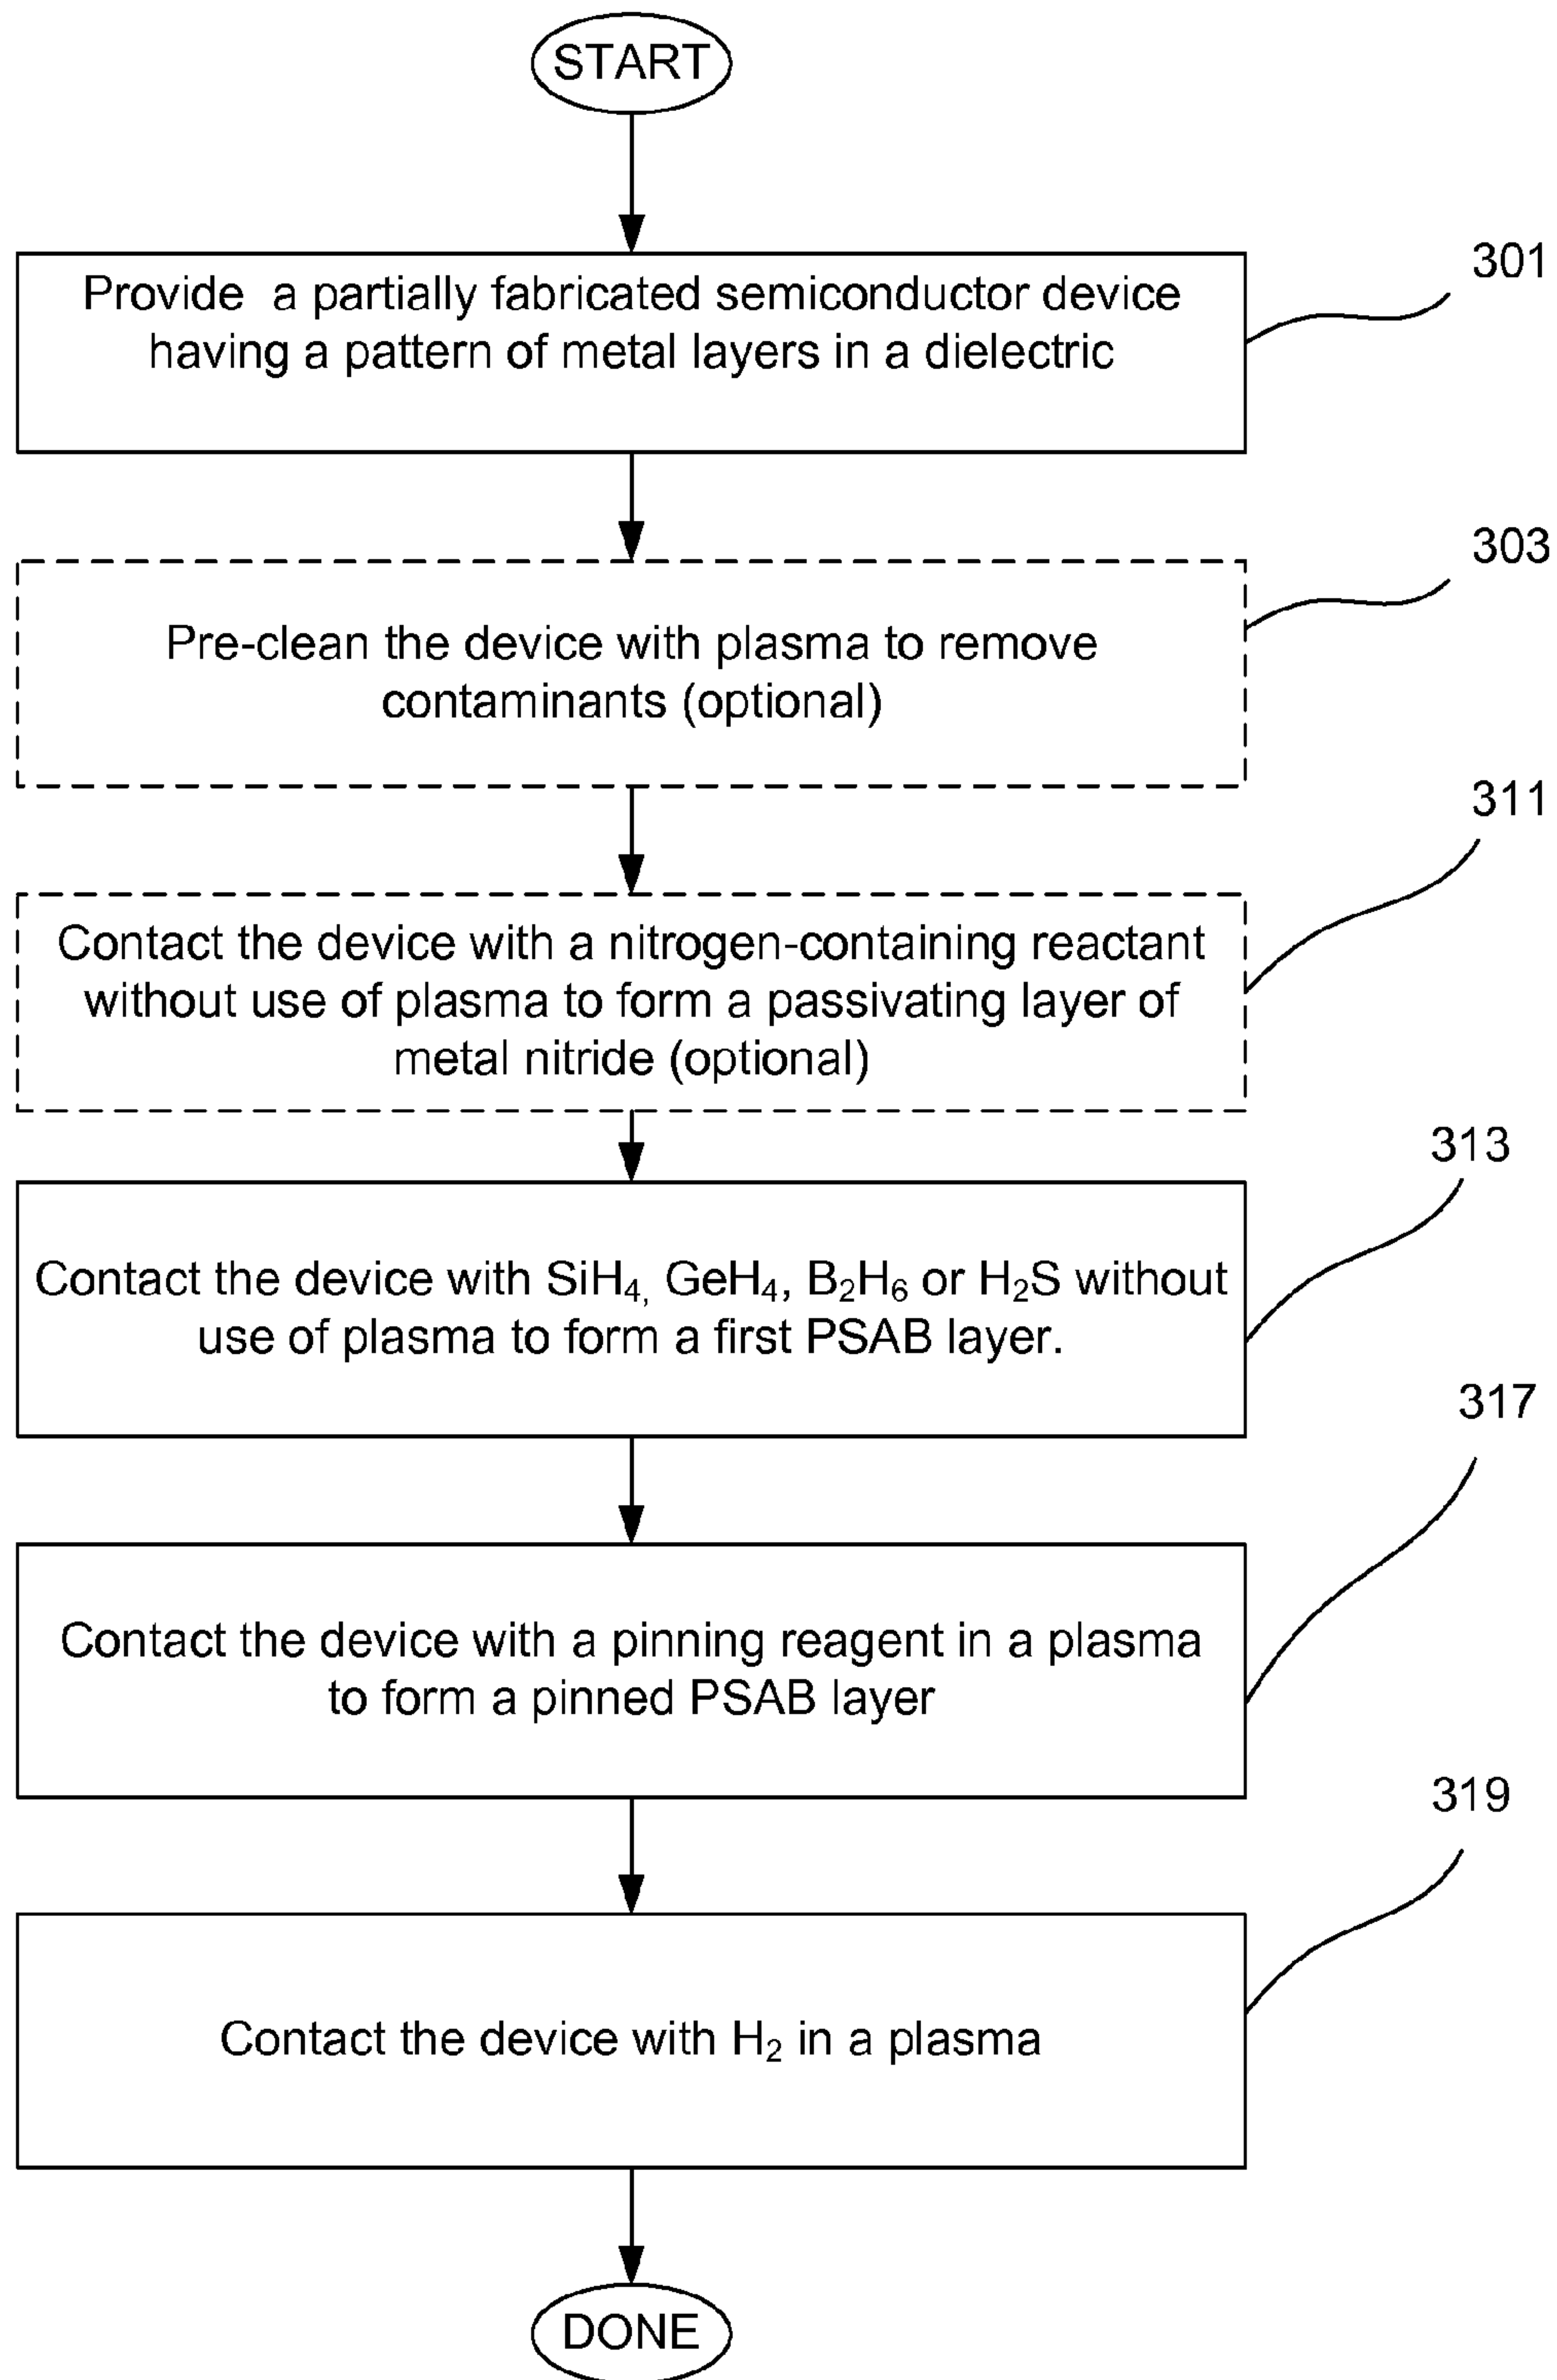 START
Provide a partially fabricated semiconductor device
having a pattern of metal layers in a dielectric
301
Pre-clean the device with plasma to remove
contaminants (optional)
303
Contact the device with a nitrogen-containing reactant
without use of plasma to form a passivating layer of
metal nitride (optional)
311
Contact the device with SiH4, GeH4, B2H6 or H2S without
use of plasma to form a first PSAB layer.
313
Contact the device with a pinning reagent in a plasma
to form a pinned PSAB layer
317
Contact the device with H2 in a plasma
319
DONE